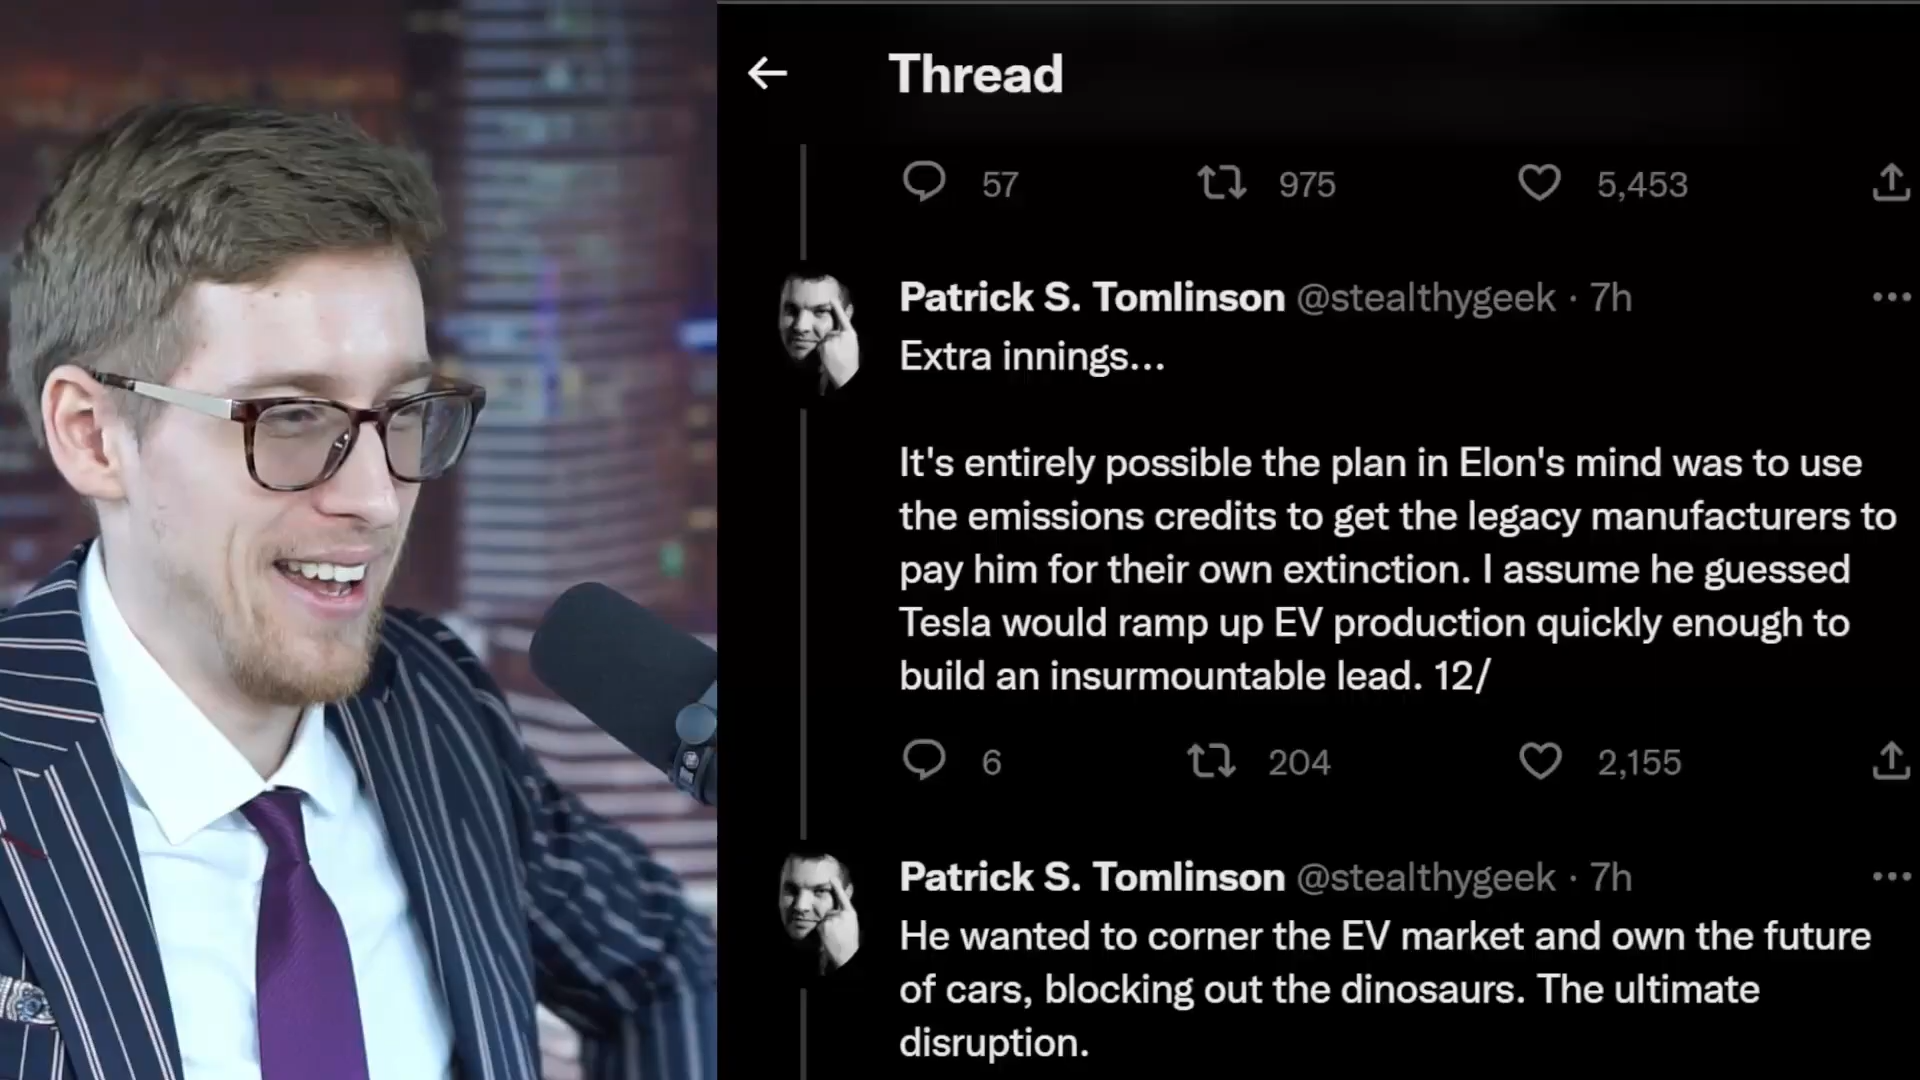 Thread
57 975 5,453
Patrick S. Tomlinson @stealthygeek · 7h
Extra innings...
It's entirely possible the plan in Elon's mind was to use
the emissions credits to get the legacy manufacturers to
pay him for their own extinction. I assume he guessed
Tesla would ramp up EV production quickly enough to
build an insurmountable lead. 12/
6 204 2,155
Patrick S. Tomlinson @stealthygeek · 7h
He wanted to corner the EV market and own the future
of cars, blocking out the dinosaurs. The ultimate
disruption.